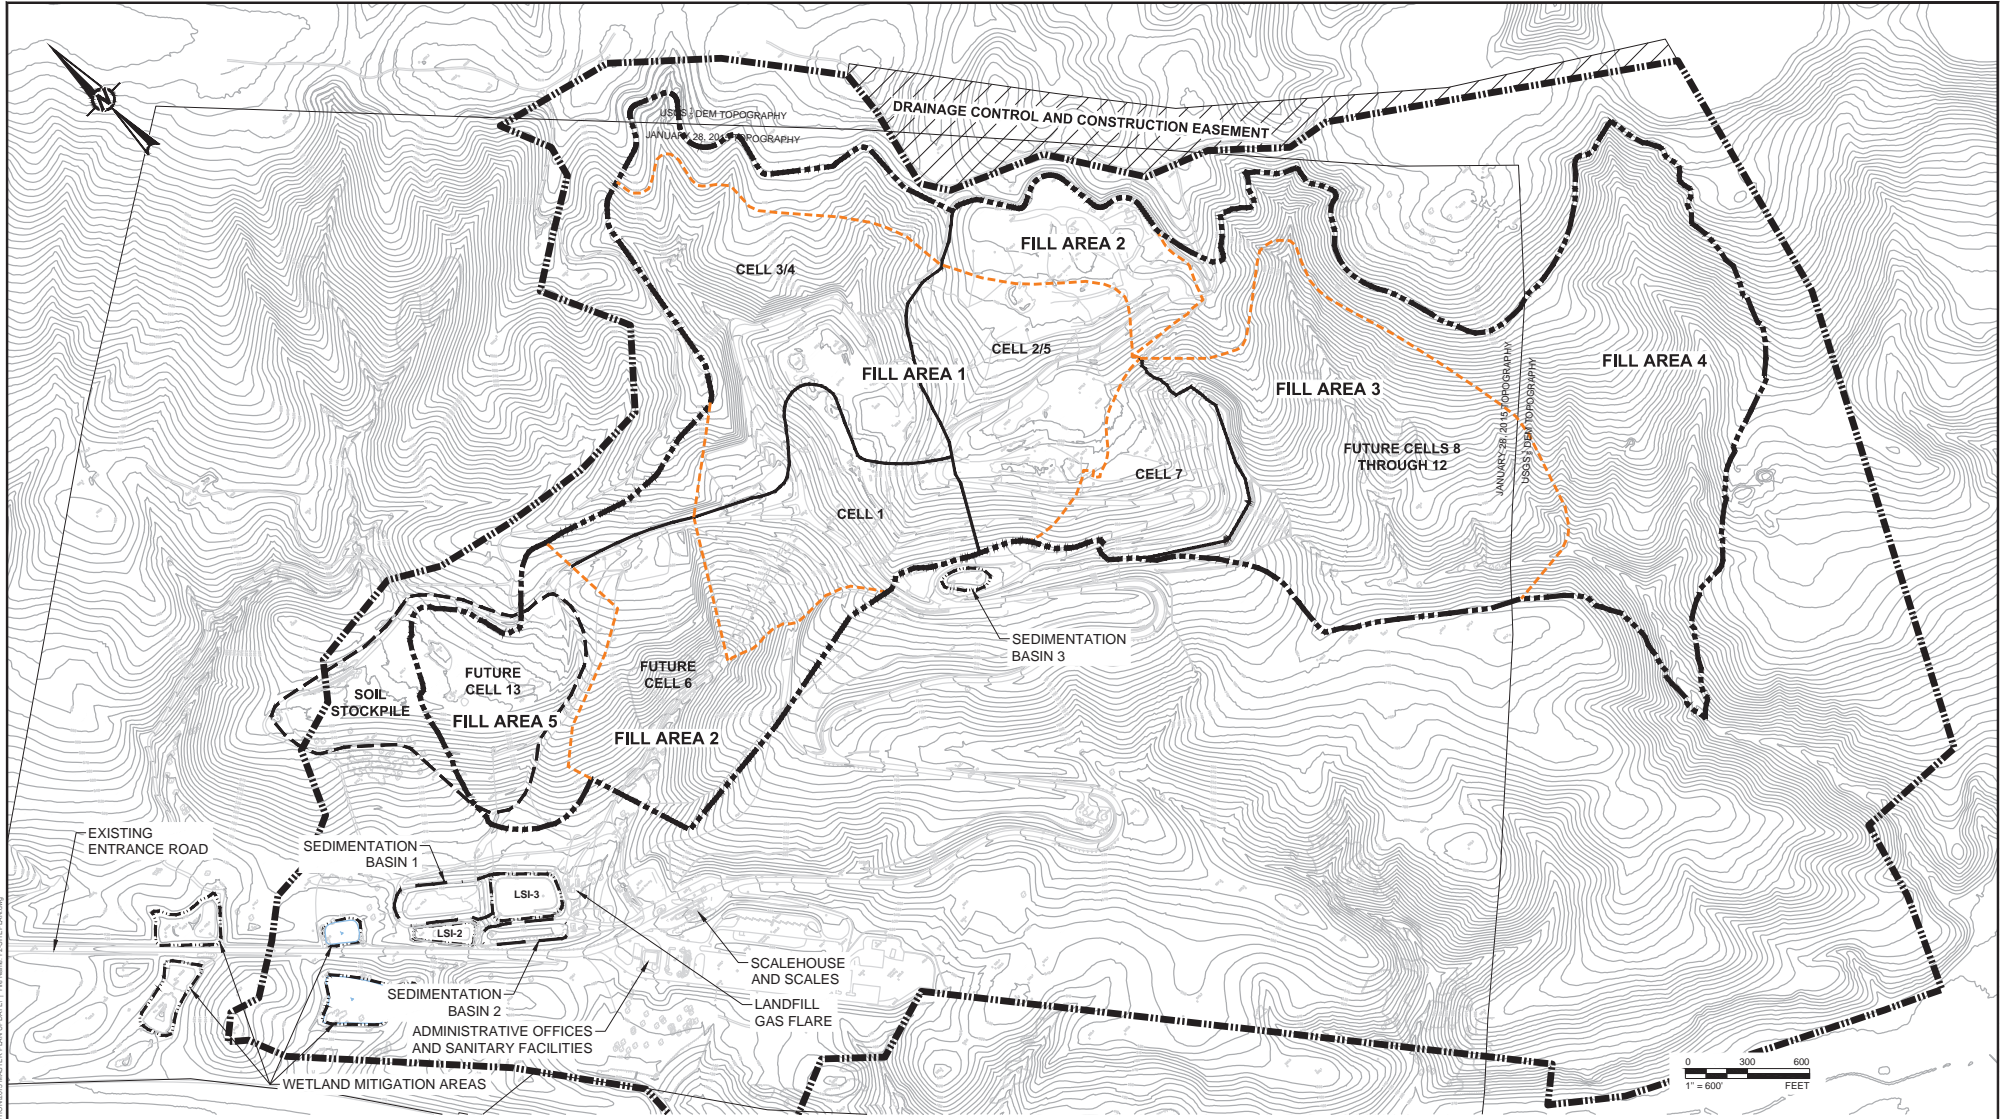 N
USGS DEM TOPOGRAPHY
JANUARY 28, 2015 TOPOGRAPHY
DRAINAGE CONTROL AND CONSTRUCTION EASEMENT
FILL AREA 2
CELL 3/4
CELL 2/5
FILL AREA 1
FILL AREA 3
FILL AREA 4
JANUARY 28, 2015 TOPOGRAPHY
USGS DEM TOPOGRAPHY
FUTURE CELLS 8
THROUGH 12
CELL 7
CELL 1
SEDIMENTATION
BASIN 3
FUTURE
CELL 13
FUTURE
CELL 6
SOIL
STOCKPILE
FILL AREA 5
FILL AREA 2
EXISTING
ENTRANCE ROAD
SEDIMENTATION
BASIN 1
LSI-3
LSI-2
SEDIMENTATION
BASIN 2
SCALEHOUSE
AND SCALES
LANDFILL
GAS FLARE
ADMINISTRATIVE OFFICES
AND SANITARY FACILITIES
WETLAND MITIGATION AREAS
0 300 600
1" = 600' FEET